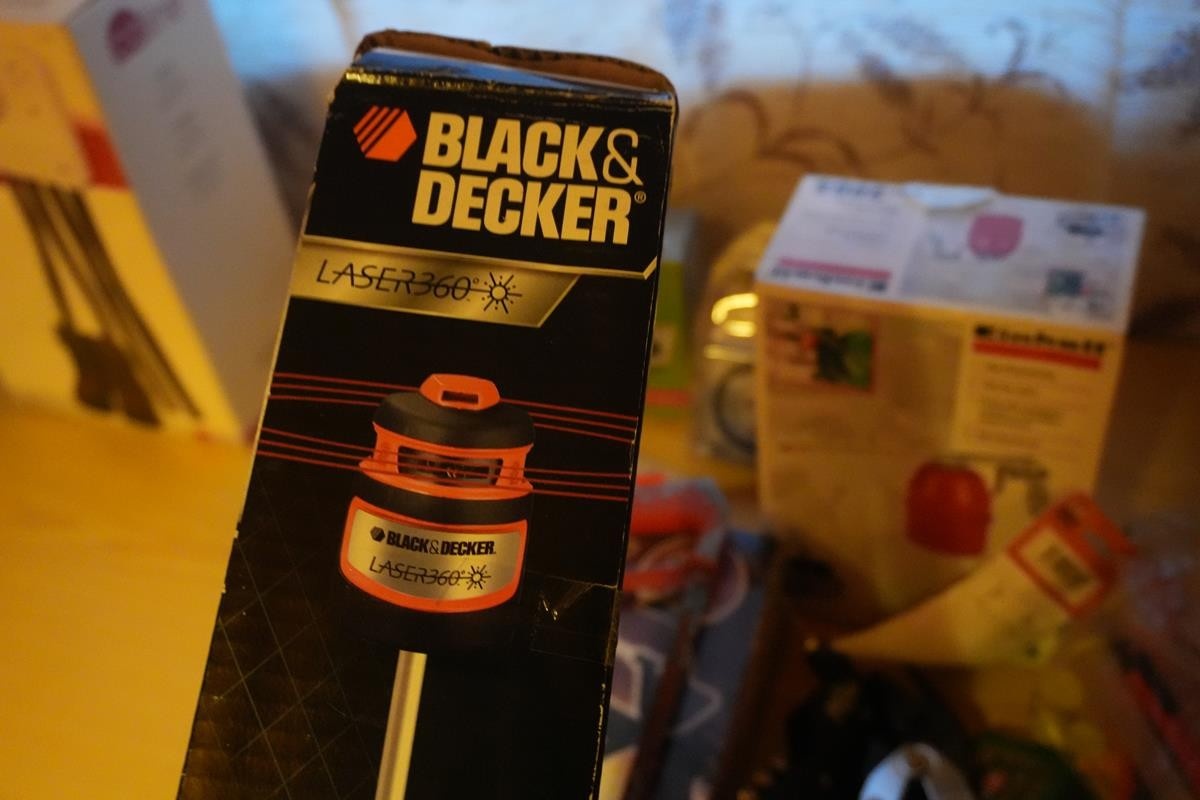 BLACK&
DECKER®
LASER360°
BLACK&DECKER
LASER360°
Einhell